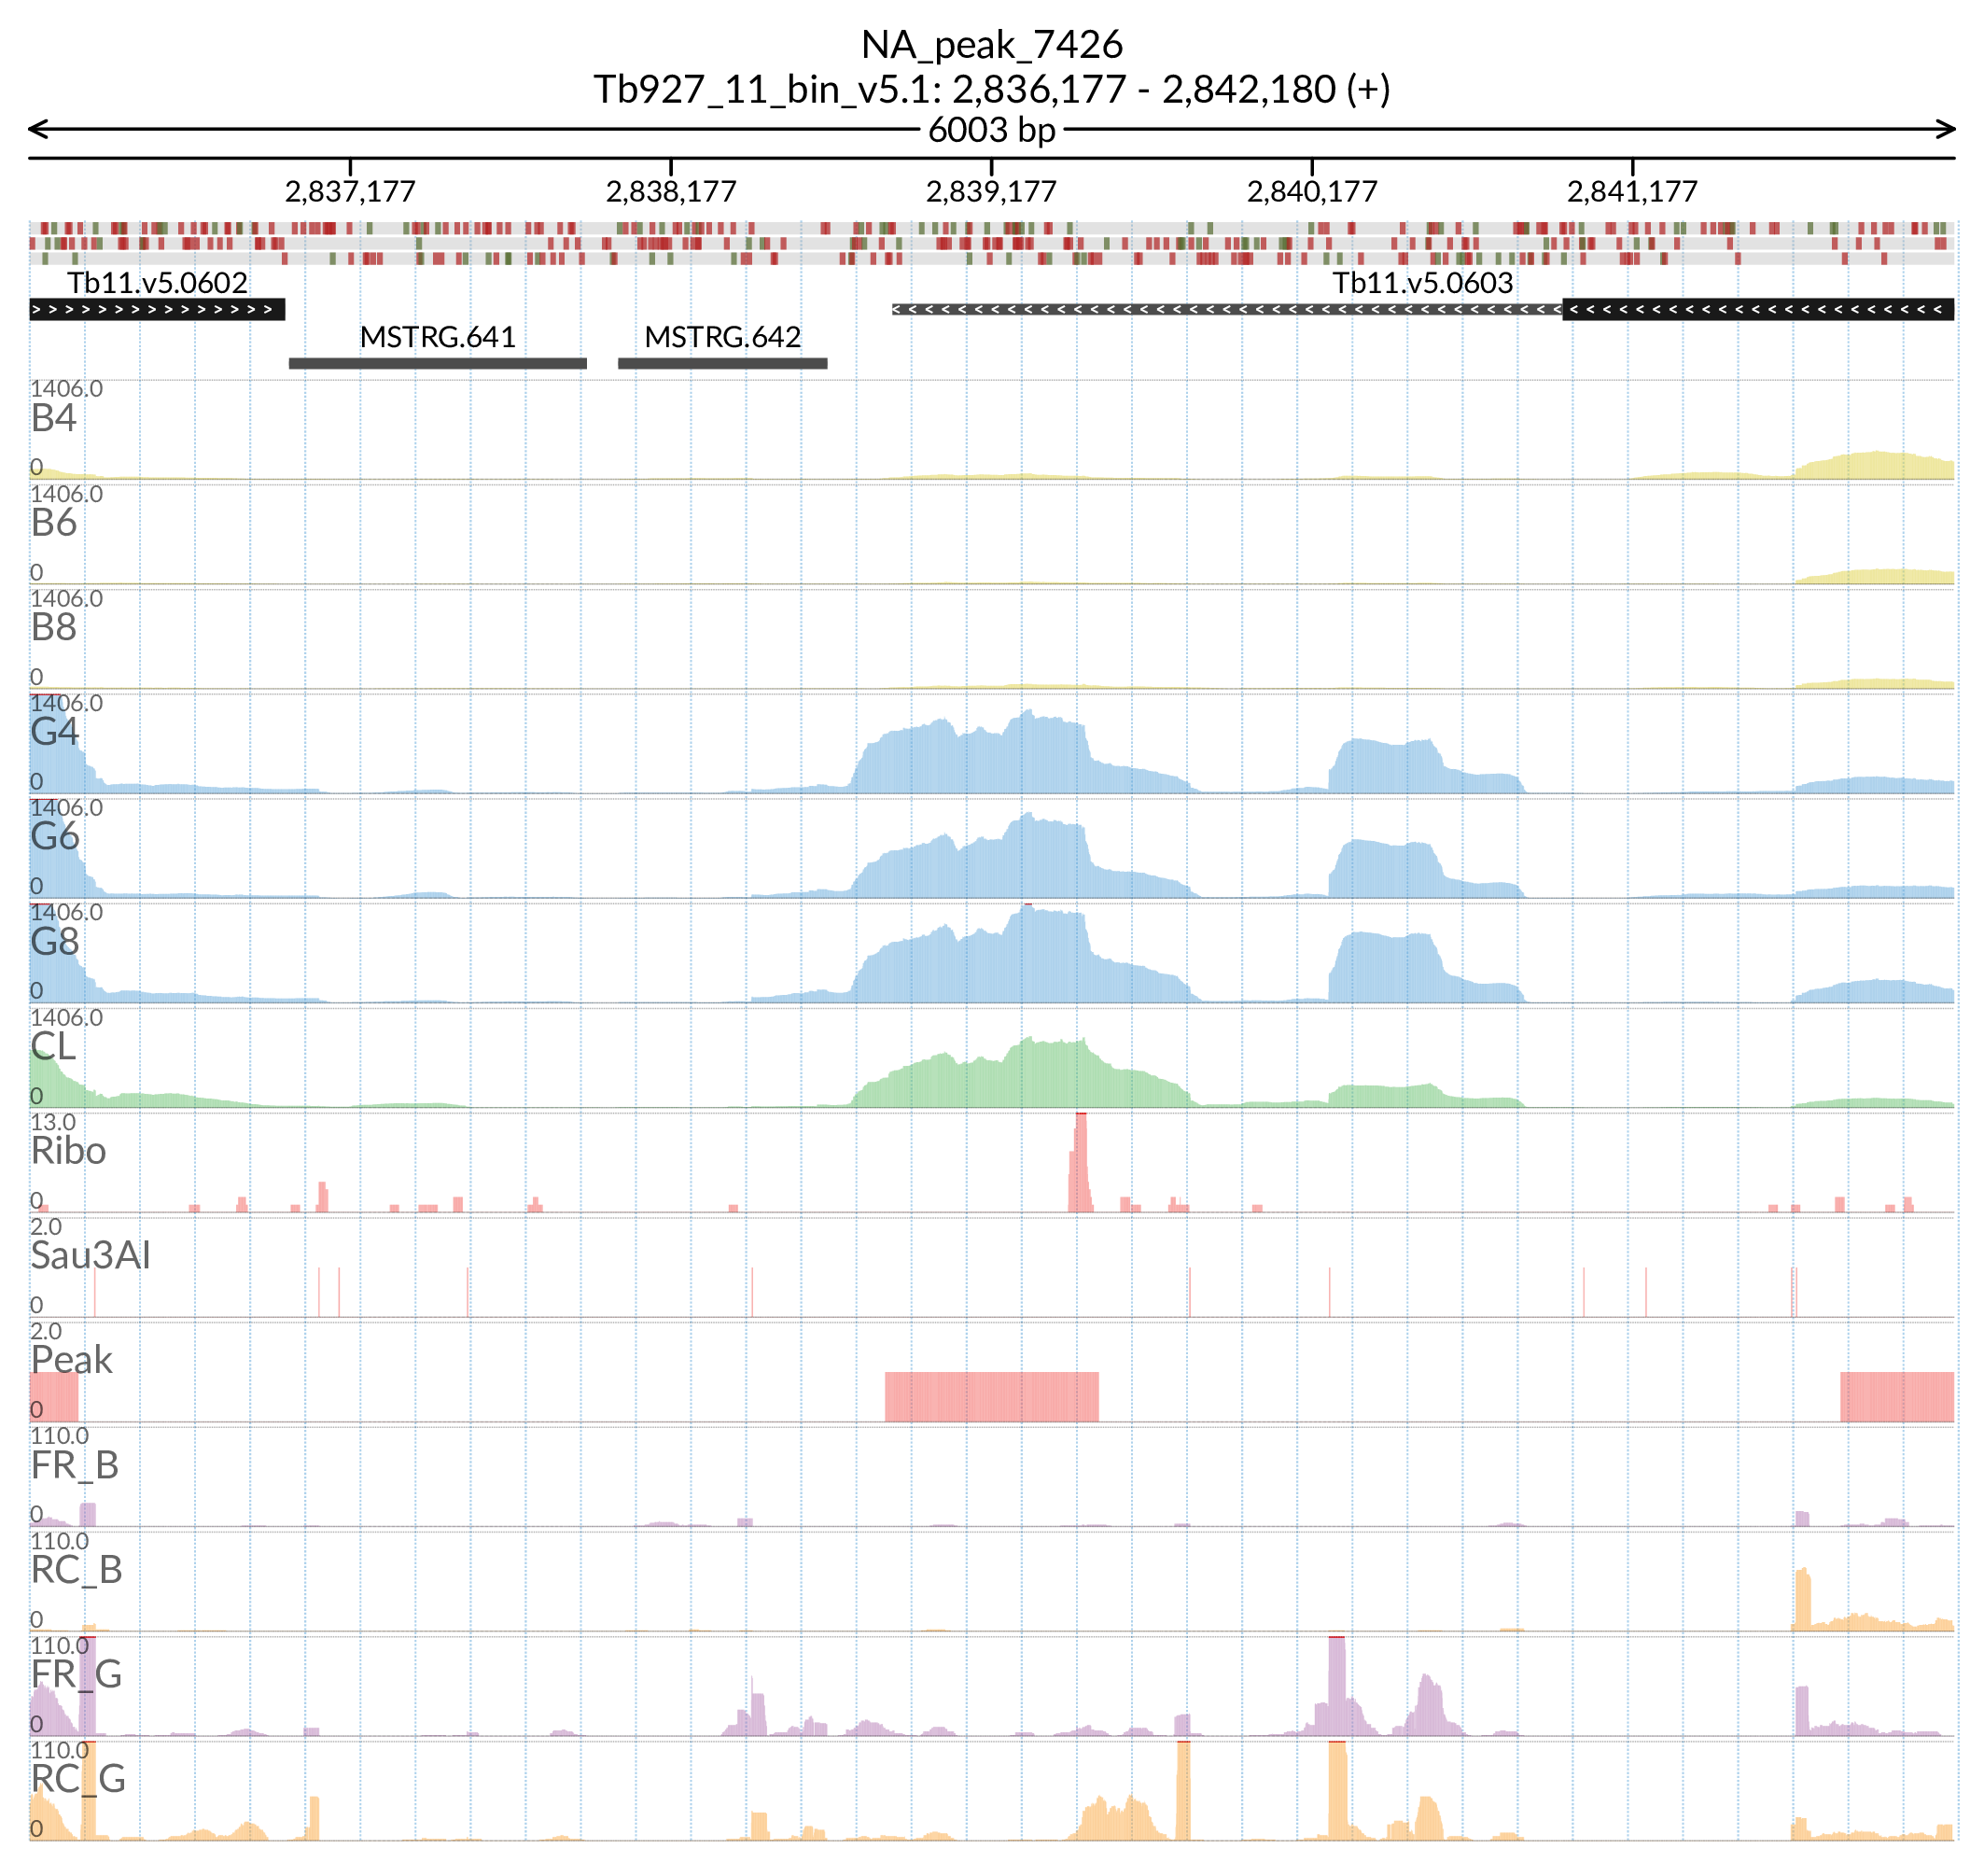 NA_peak_7426
Tb927_11_bin_v5.1: 2,836,177 - 2,842,180 (+)
6003 bp
2,837,177 2,838,177 2,839,177 2,840,177 2,841,177
Tb11.v5.0602 Tb11.v5.0603
MSTRG.641 MSTRG.642
1406.0
B4
0
1406.0
B6
0
1406.0
B8
0
1406.0
G4
0
1406.0
G6
0
1406.0
G8
0
1406.0
CL
0
13.0
Ribo
0
2.0
Sau3AI
0
2.0
Peak
0
110.0
FR_B
0
110.0
RC_B
0
110.0
FR_G
0
110.0
RC_G
0